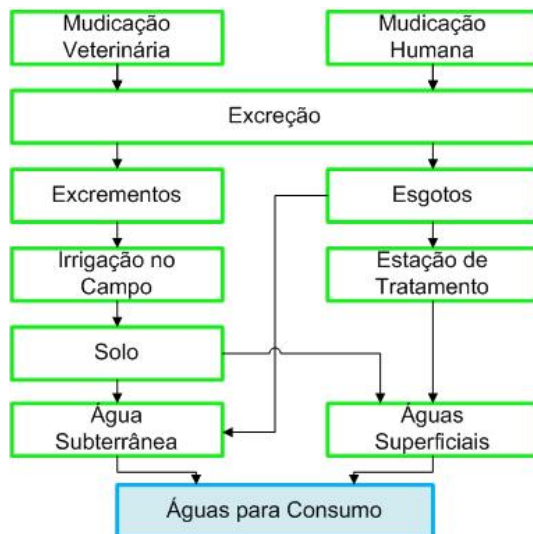 Mudicação
Veterinária
Mudicação
Humana
Excreção
Excrementos
Esgotos
Irrigação no
Campo
Estação de
Tratamento
Solo
Água
Subterrânea
Águas
Superficiais
Águas para Consumo